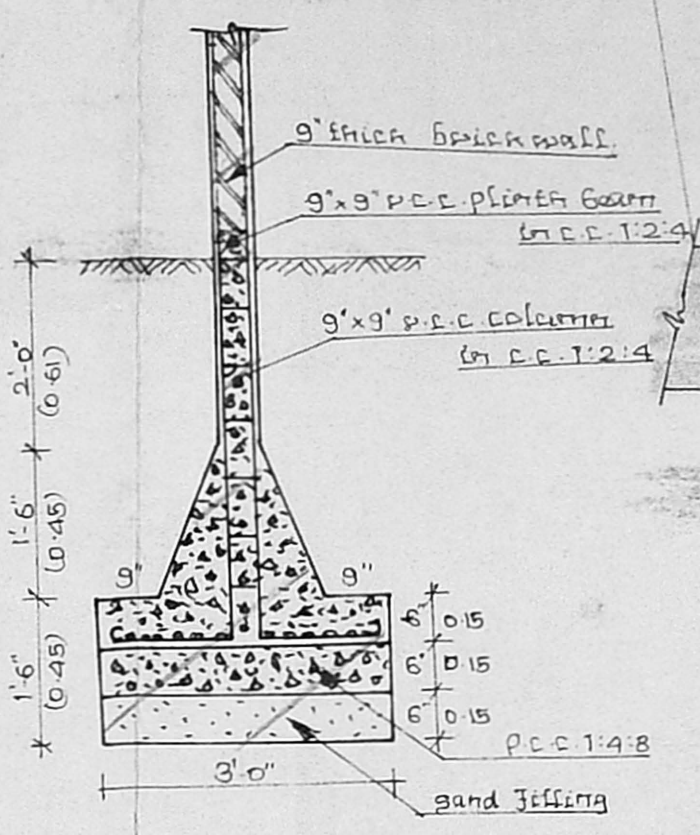 9" thick brick wall.
9"x9" R.C.C. plinth beam
in C.C. 1:2:4
9"x9" R.C.C. column
in C.C. 1:2:4
2'-0"
(0.61)
1'-6"
(0.45)
9"
9"
1'-6"
(0.45)
6" 0.15
6" 0.15
6" 0.15
P.C.C. 1:4:8
3'-0"
sand filling